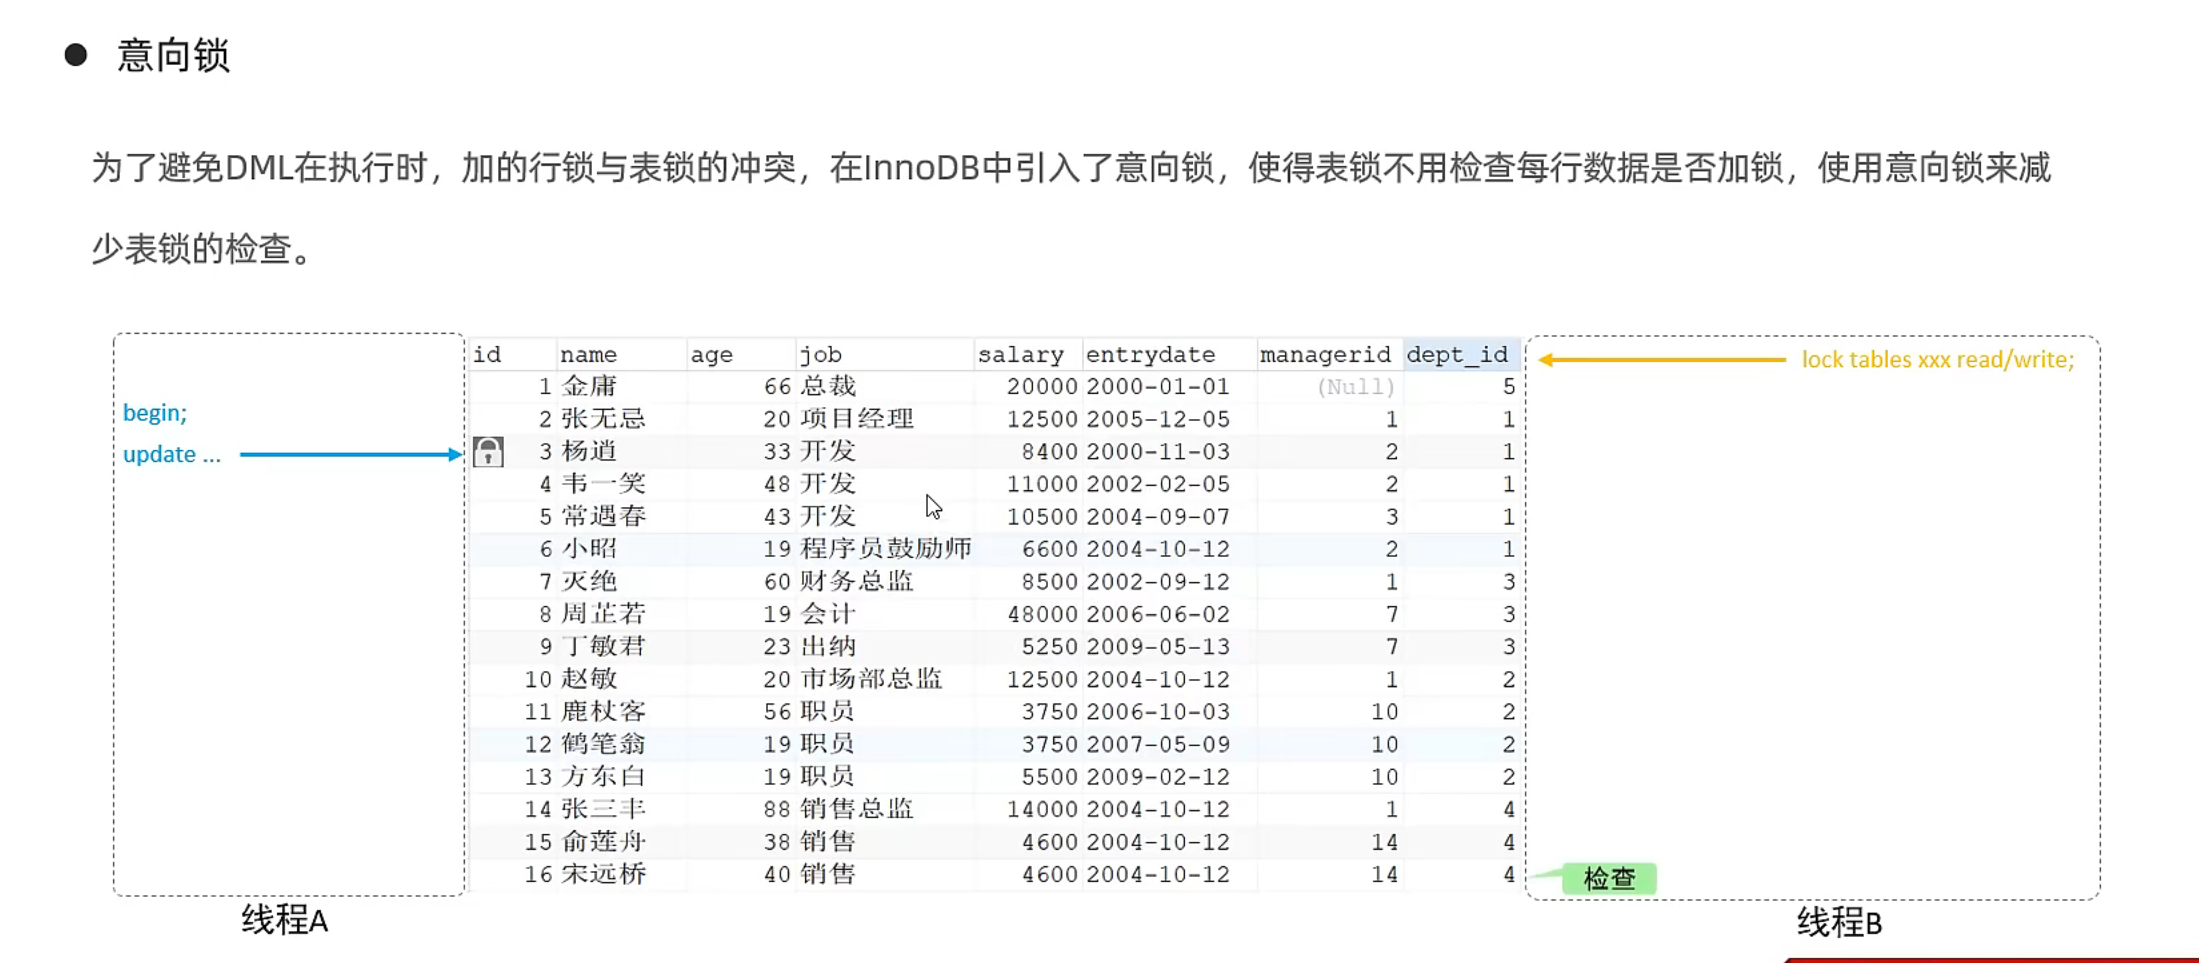 ● 意向锁
为了避免DML在执行时，加的行锁与表锁的冲突，在InnoDB中引入了意向锁，使得表锁不用检查每行数据是否加锁，使用意向锁来减
少表锁的检查。
begin;
update ...
线程A
id name age job salary entrydate managerid dept_id
1 金庸 66 总裁 20000 2000-01-01 (Null) 5
2 张无忌 20 项目经理 12500 2005-12-05 1 1
3 杨逍 33 开发 8400 2000-11-03 2 1
4 韦一笑 48 开发 11000 2002-02-05 2 1
5 常遇春 43 开发 10500 2004-09-07 3 1
6 小昭 19 程序员鼓励师 6600 2004-10-12 2 1
7 灭绝 60 财务总监 8500 2002-09-12 1 3
8 周芷若 19 会计 48000 2006-06-02 7 3
9 丁敏君 23 出纳 5250 2009-05-13 7 3
10 赵敏 20 市场部总监 12500 2004-10-12 1 2
11 鹿杖客 56 职员 3750 2006-10-03 10 2
12 鹤笔翁 19 职员 3750 2007-05-09 10 2
13 方东白 19 职员 5500 2009-02-12 10 2
14 张三丰 88 销售总监 14000 2004-10-12 1 4
15 俞莲舟 38 销售 4600 2004-10-12 14 4
16 宋远桥 40 销售 4600 2004-10-12 14 4
lock tables xxx read/write;
检查
线程B